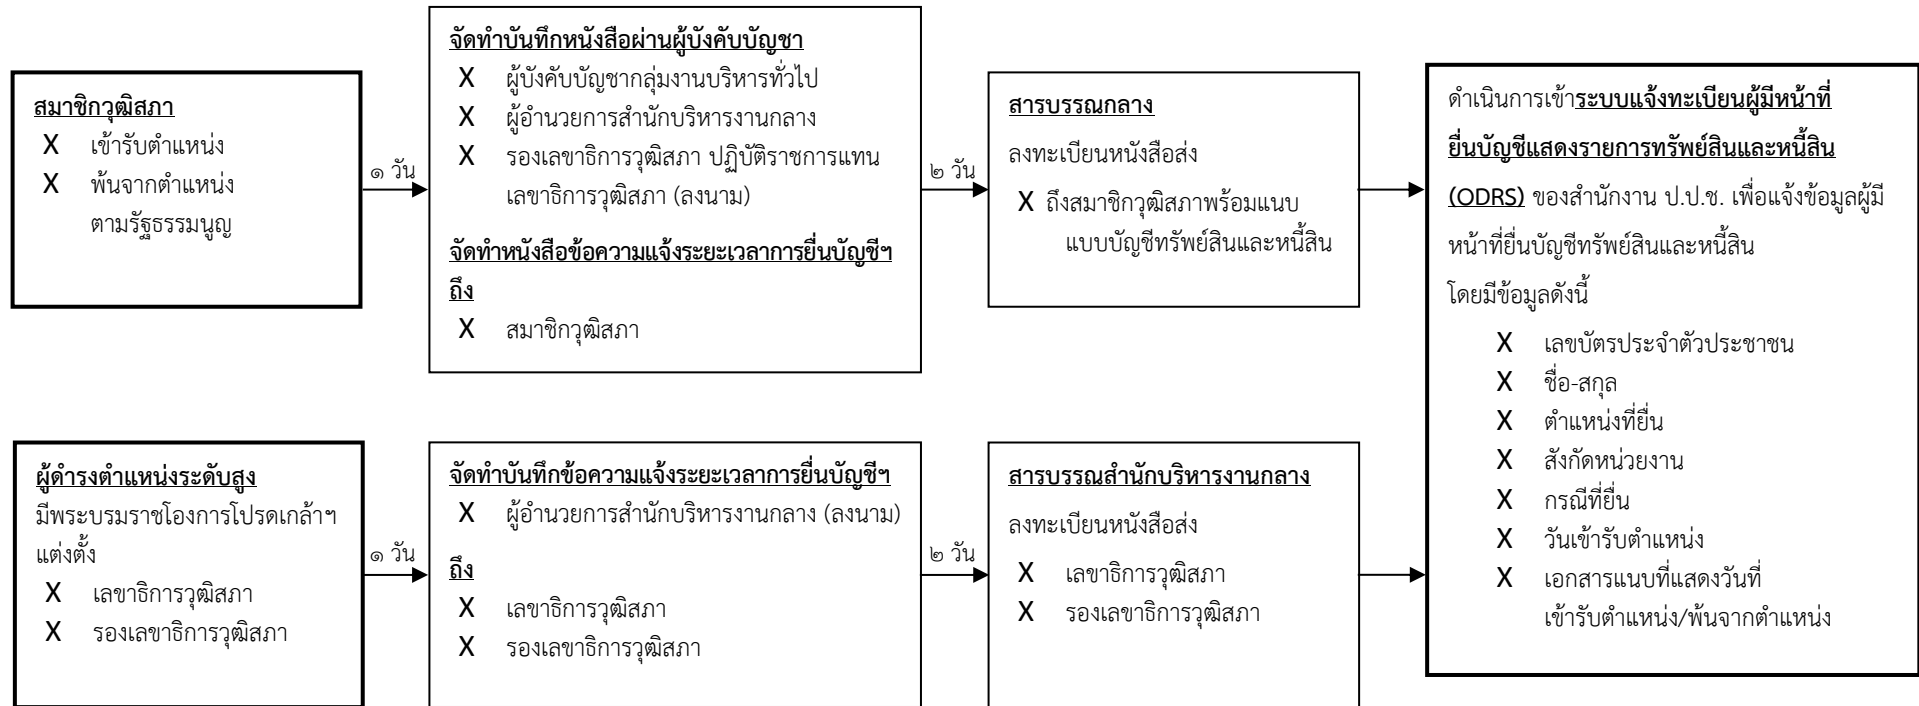 สมาชิกวุฒิสภา
X เข้ารับตำแหน่ง
X พ้นจากตำแหน่ง
ตามรัฐธรรมนูญ
๑ วัน
จัดทำบันทึกหนังสือผ่านผู้บังคับบัญชา
X ผู้บังคับบัญชากลุ่มงานบริหารทั่วไป
X ผู้อำนวยการสำนักบริหารงานกลาง
X รองเลขาธิการวุฒิสภา ปฏิบัติราชการแทน
เลขาธิการวุฒิสภา (ลงนาม)
จัดทำหนังสือข้อความแจ้งระยะเวลาการยื่นบัญชีฯ
ถึง
X สมาชิกวุฒิสภา
๒ วัน
สารบรรณกลาง
ลงทะเบียนหนังสือส่ง
X ถึงสมาชิกวุฒิสภาพร้อมแนบ
แบบบัญชีทรัพย์สินและหนี้สิน
ผู้ดำรงตำแหน่งระดับสูง
มีพระบรมราชโองการโปรดเกล้าฯ
แต่งตั้ง
X เลขาธิการวุฒิสภา
X รองเลขาธิการวุฒิสภา
๑ วัน
จัดทำบันทึกข้อความแจ้งระยะเวลาการยื่นบัญชีฯ
X ผู้อำนวยการสำนักบริหารงานกลาง (ลงนาม)
ถึง
X เลขาธิการวุฒิสภา
X รองเลขาธิการวุฒิสภา
๒ วัน
สารบรรณสำนักบริหารงานกลาง
ลงทะเบียนหนังสือส่ง
X เลขาธิการวุฒิสภา
X รองเลขาธิการวุฒิสภา
ดำเนินการเข้าระบบแจ้งทะเบียนผู้มีหน้าที่
ยื่นบัญชีแสดงรายการทรัพย์สินและหนี้สิน
(ODRS) ของสำนักงาน ป.ป.ช. เพื่อแจ้งข้อมูลผู้มี
หน้าที่ยื่นบัญชีทรัพย์สินและหนี้สิน
โดยมีข้อมูลดังนี้
X เลขบัตรประจำตัวประชาชน
X ชื่อ-สกุล
X ตำแหน่งที่ยื่น
X สังกัดหน่วยงาน
X กรณีที่ยื่น
X วันเข้ารับตำแหน่ง
X เอกสารแนบที่แสดงวันที่
เข้ารับตำแหน่ง/พ้นจากตำแหน่ง